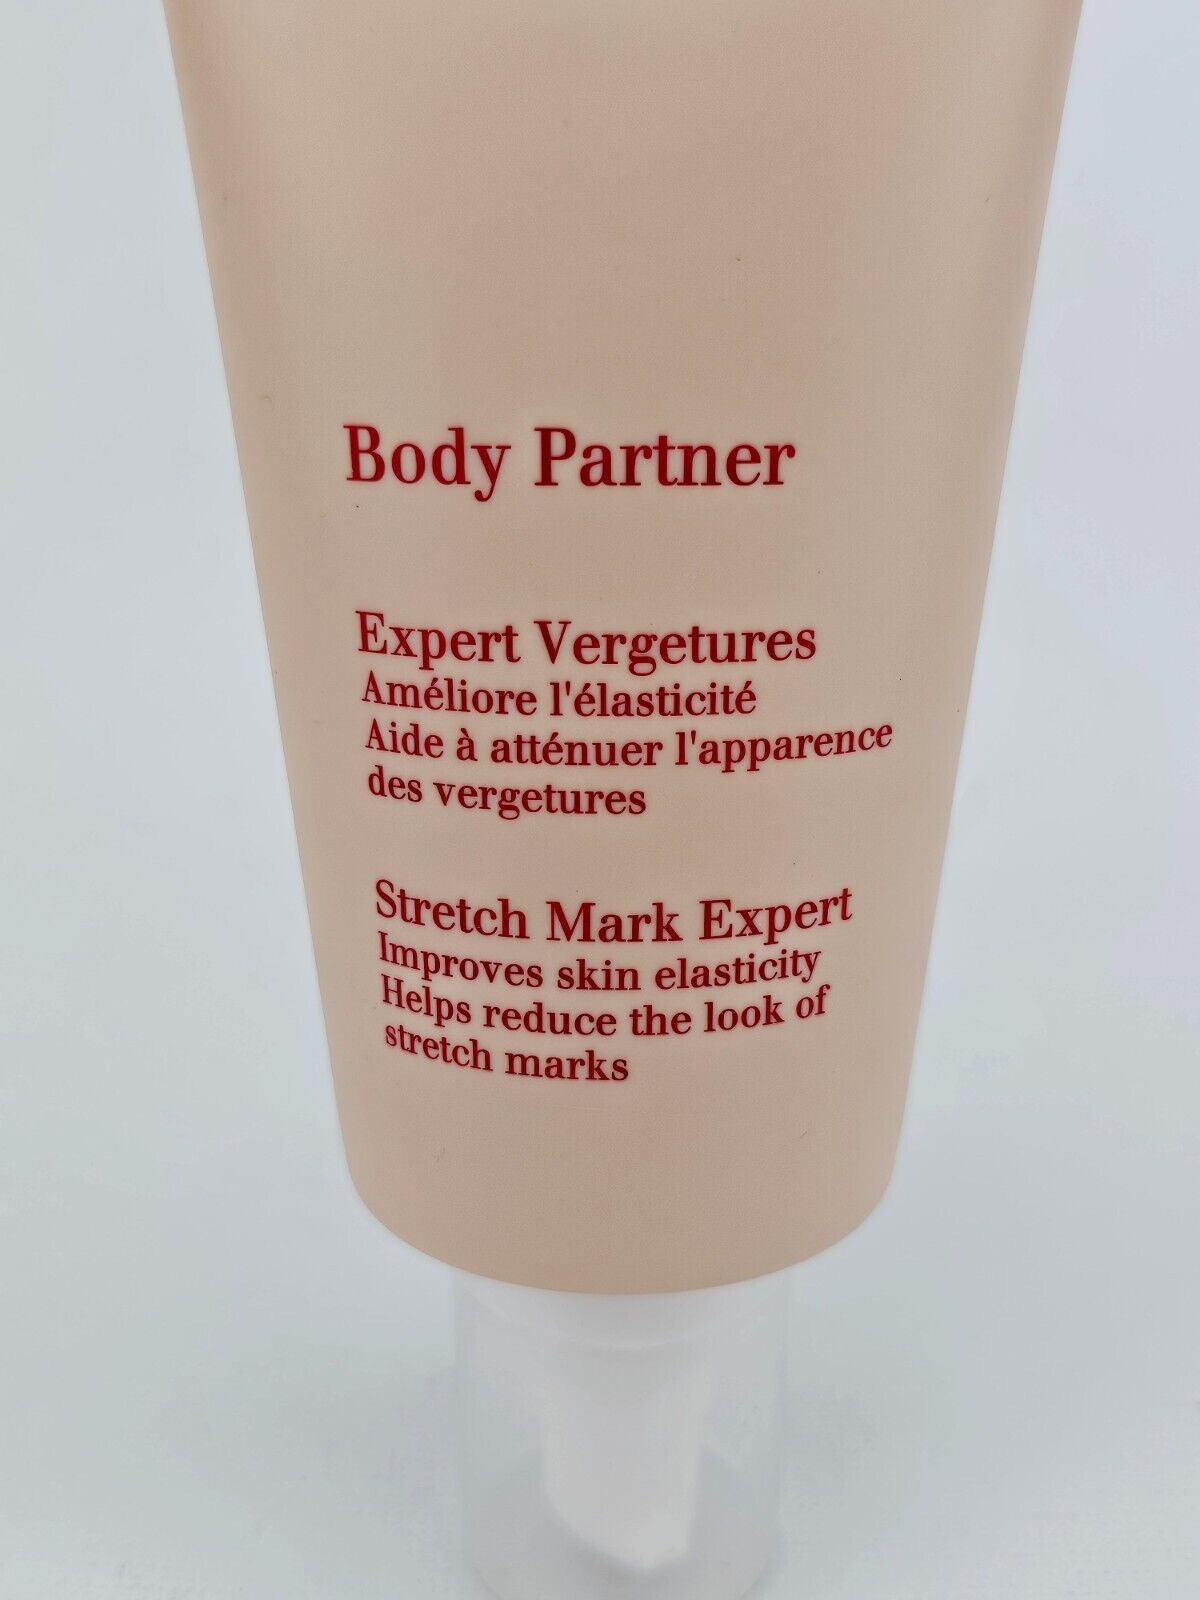 Body Partner
Expert Vergetures
Améliore l'élasticité
Aide à atténuer l'apparence
des vergetures
Stretch Mark Expert
Improves skin elasticity
Helps reduce the look of
stretch marks